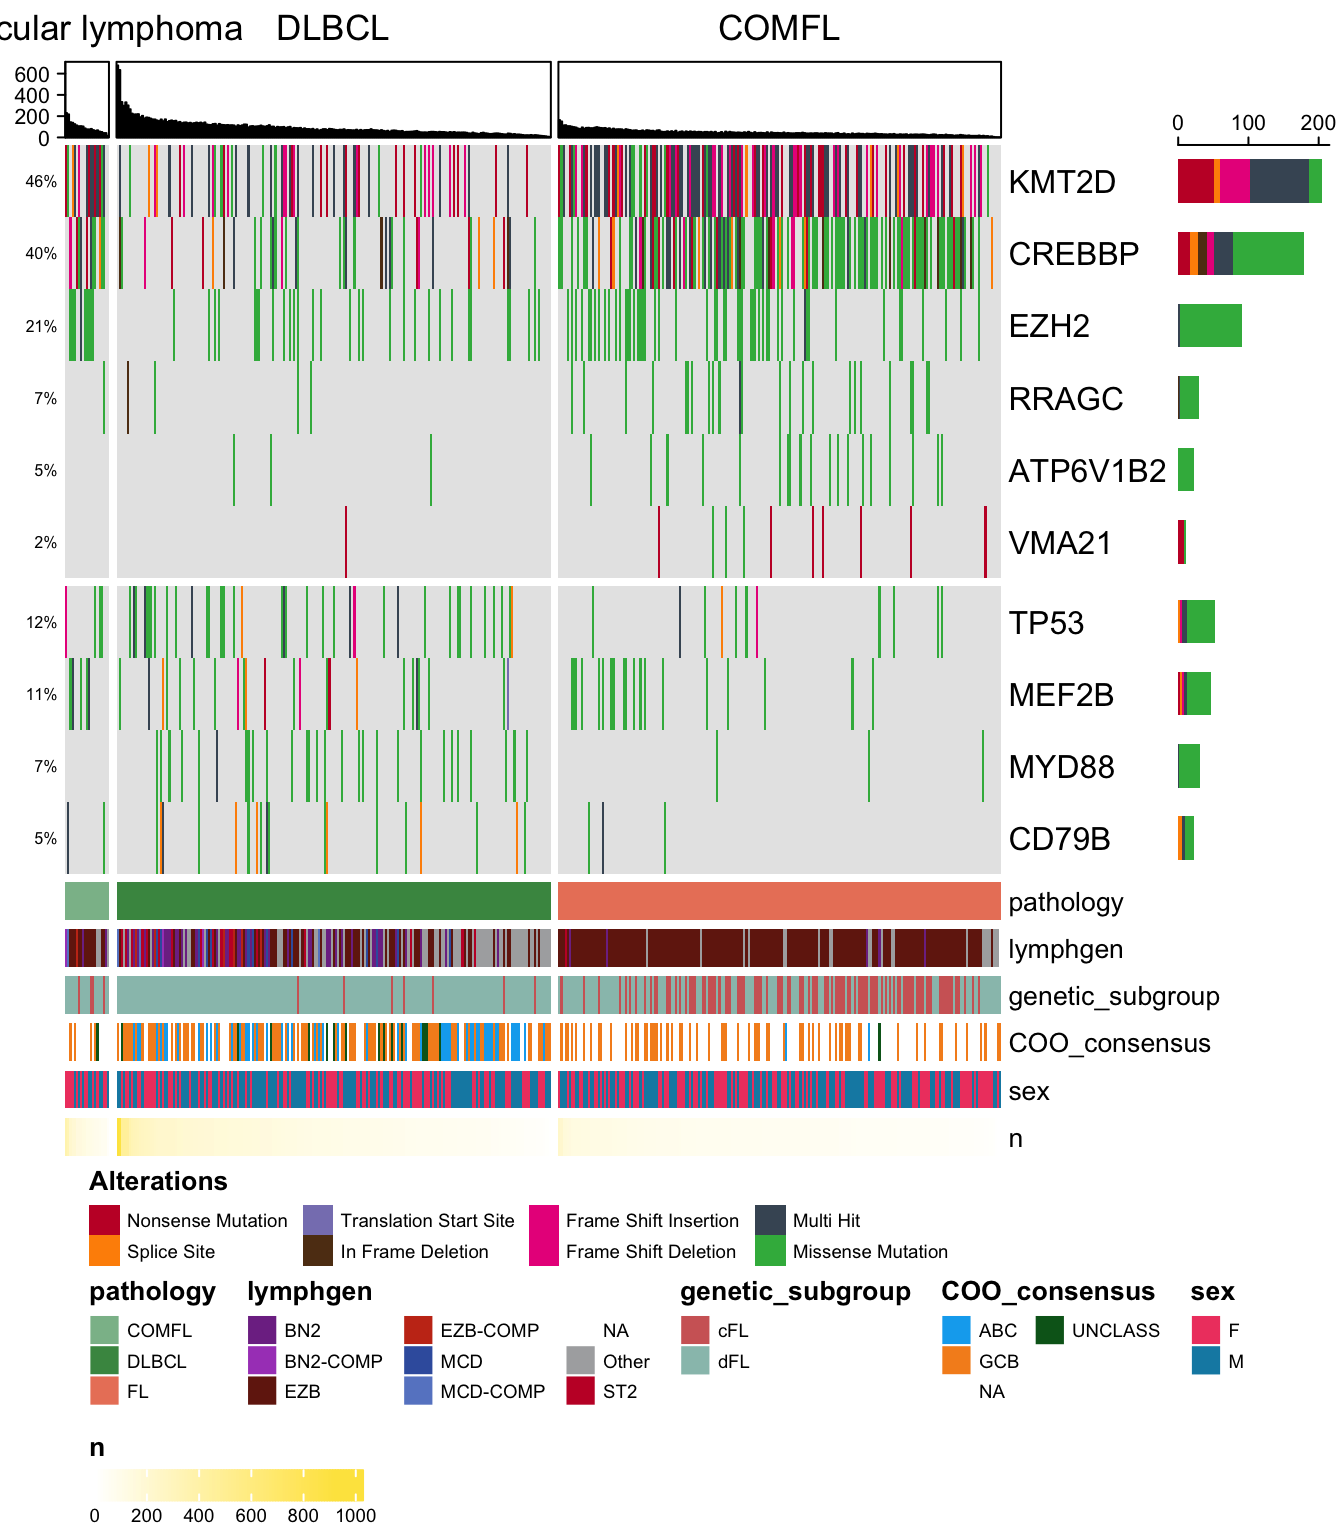 cular lymphoma DLBCL COMFL
600
400
200
0
0 100 200
46% KMT2D
40% CREBBP
21% EZH2
7% RRAGC
5% ATP6V1B2
2% VMA21
12% TP53
11% MEF2B
7% MYD88
5% CD79B
pathology
lymphgen
genetic_subgroup
COO_consensus
sex
n
Alterations
Nonsense Mutation Translation Start Site Frame Shift Insertion Multi Hit
Splice Site In Frame Deletion Frame Shift Deletion Missense Mutation
pathology lymphgen genetic_subgroup COO_consensus sex
COMFL BN2 EZB-COMP NA cFL ABC UNCLASS F
DLBCL BN2-COMP MCD Other dFL GCB M
FL EZB MCD-COMP ST2 NA
n
0 200 400 600 800 1000